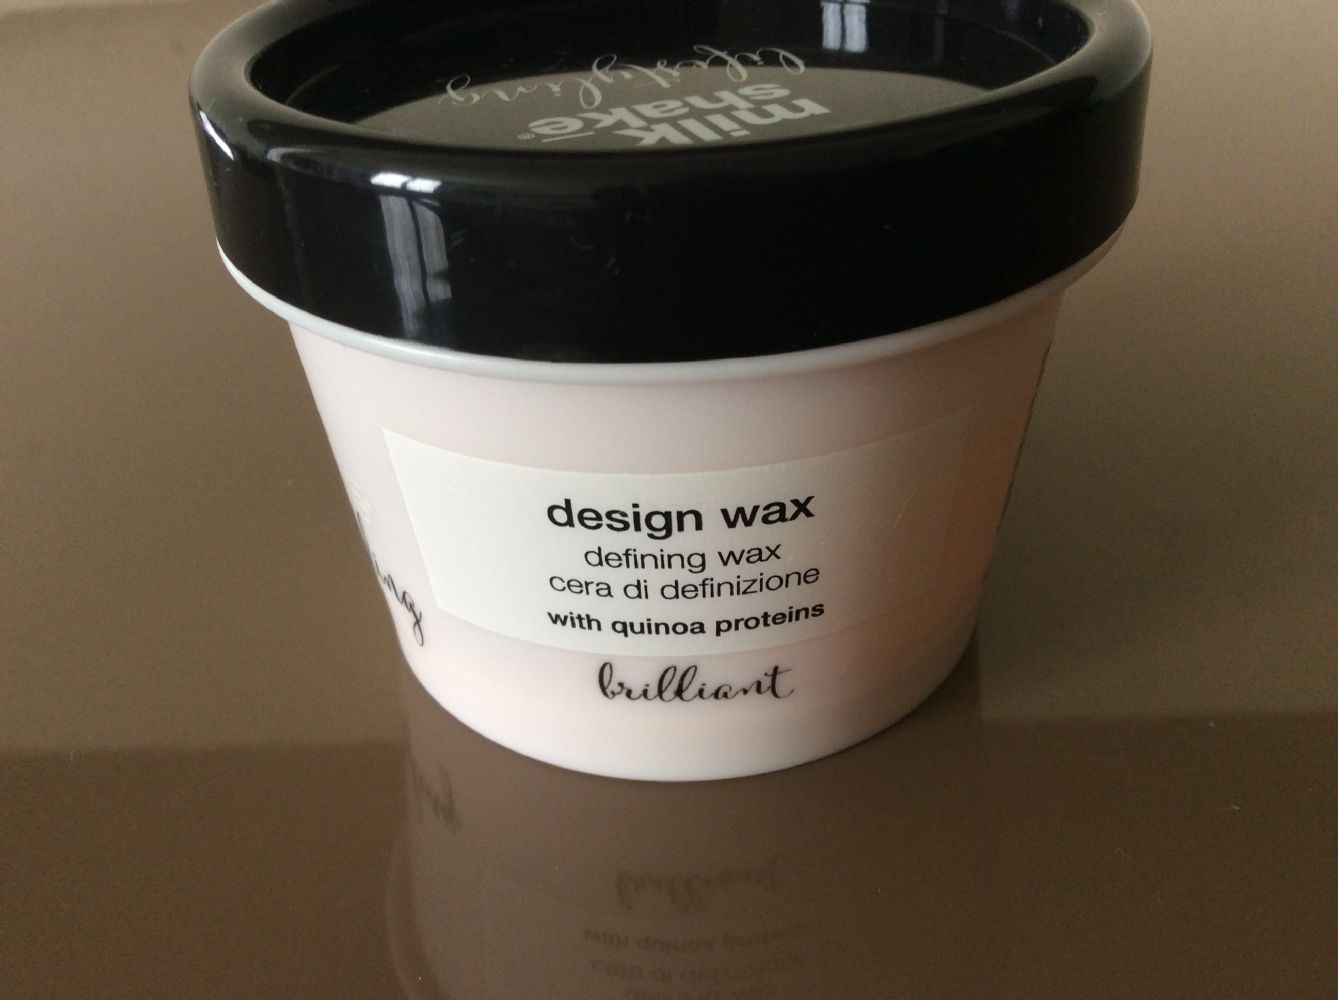 milk
shake®
lifestyling
design wax
defining wax
cera di definizione
with quinoa proteins
brilliant